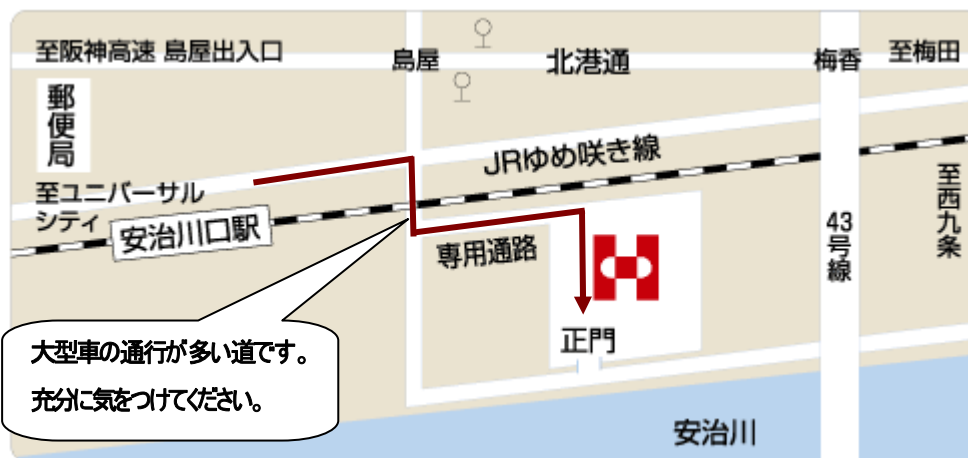 至阪神高速 島屋出入口
島屋
北港通
梅香
至梅田
郵便局
JRゆめ咲き線
至ユニバーサル
シティ
安治川口駅
専用通路
43号線
至西九条
正門
大型車の通行が多い道です。
充分に気をつけてください。
安治川